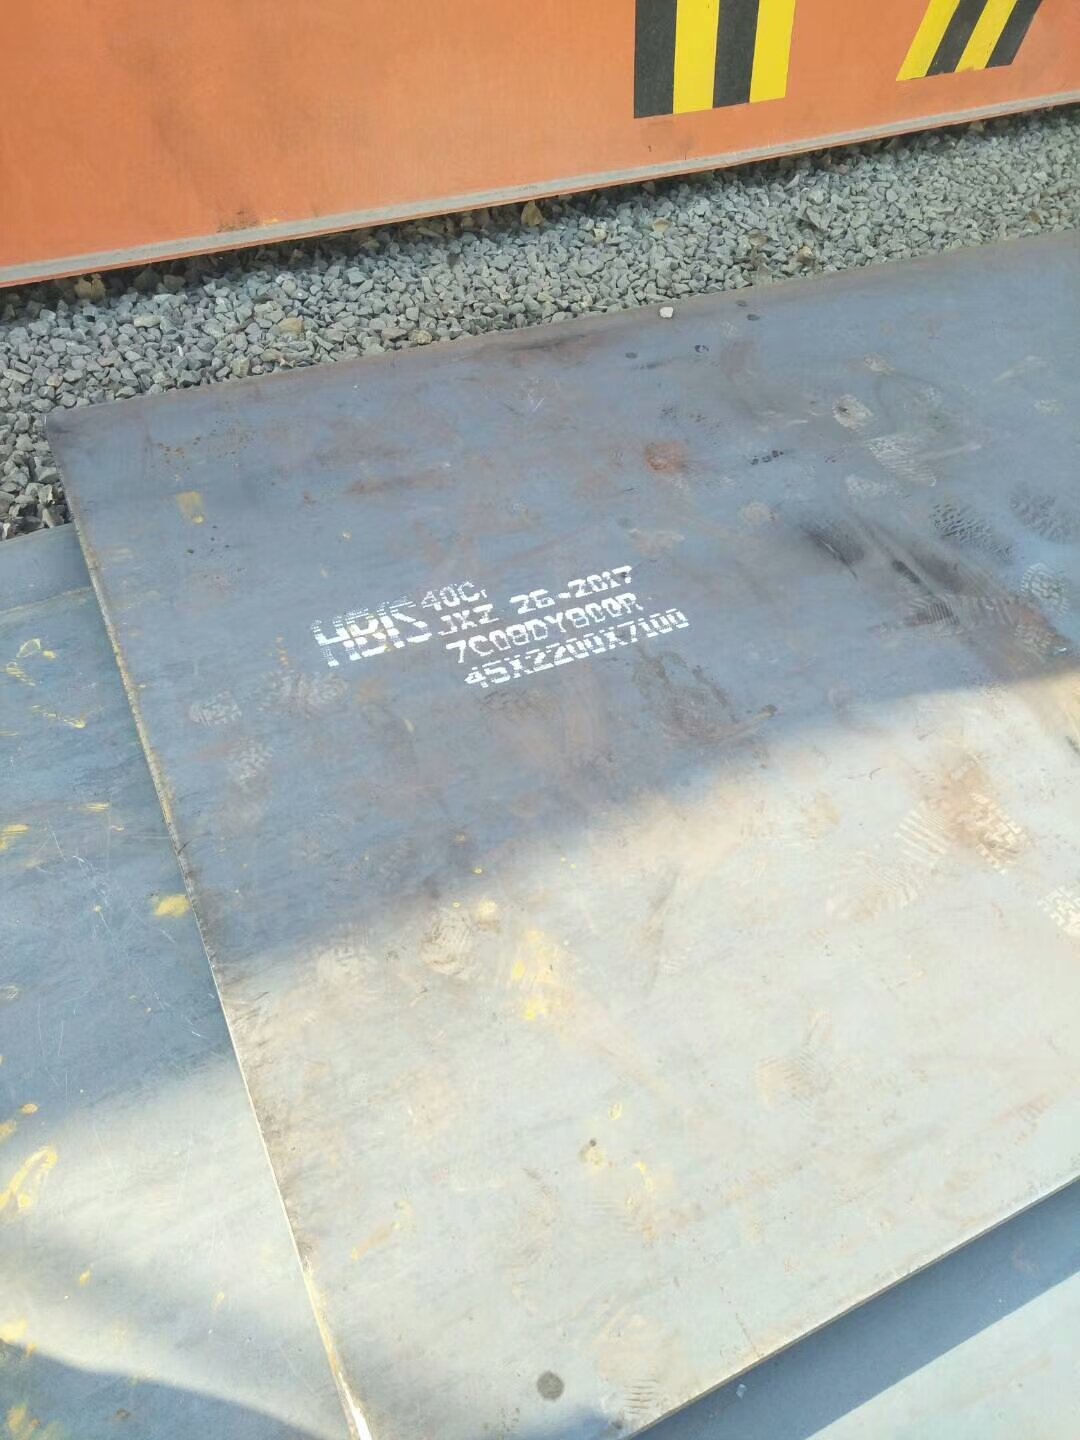 HBIS 40Cr
JXZ 26-2017
7C08DY800R
45X2200X7100